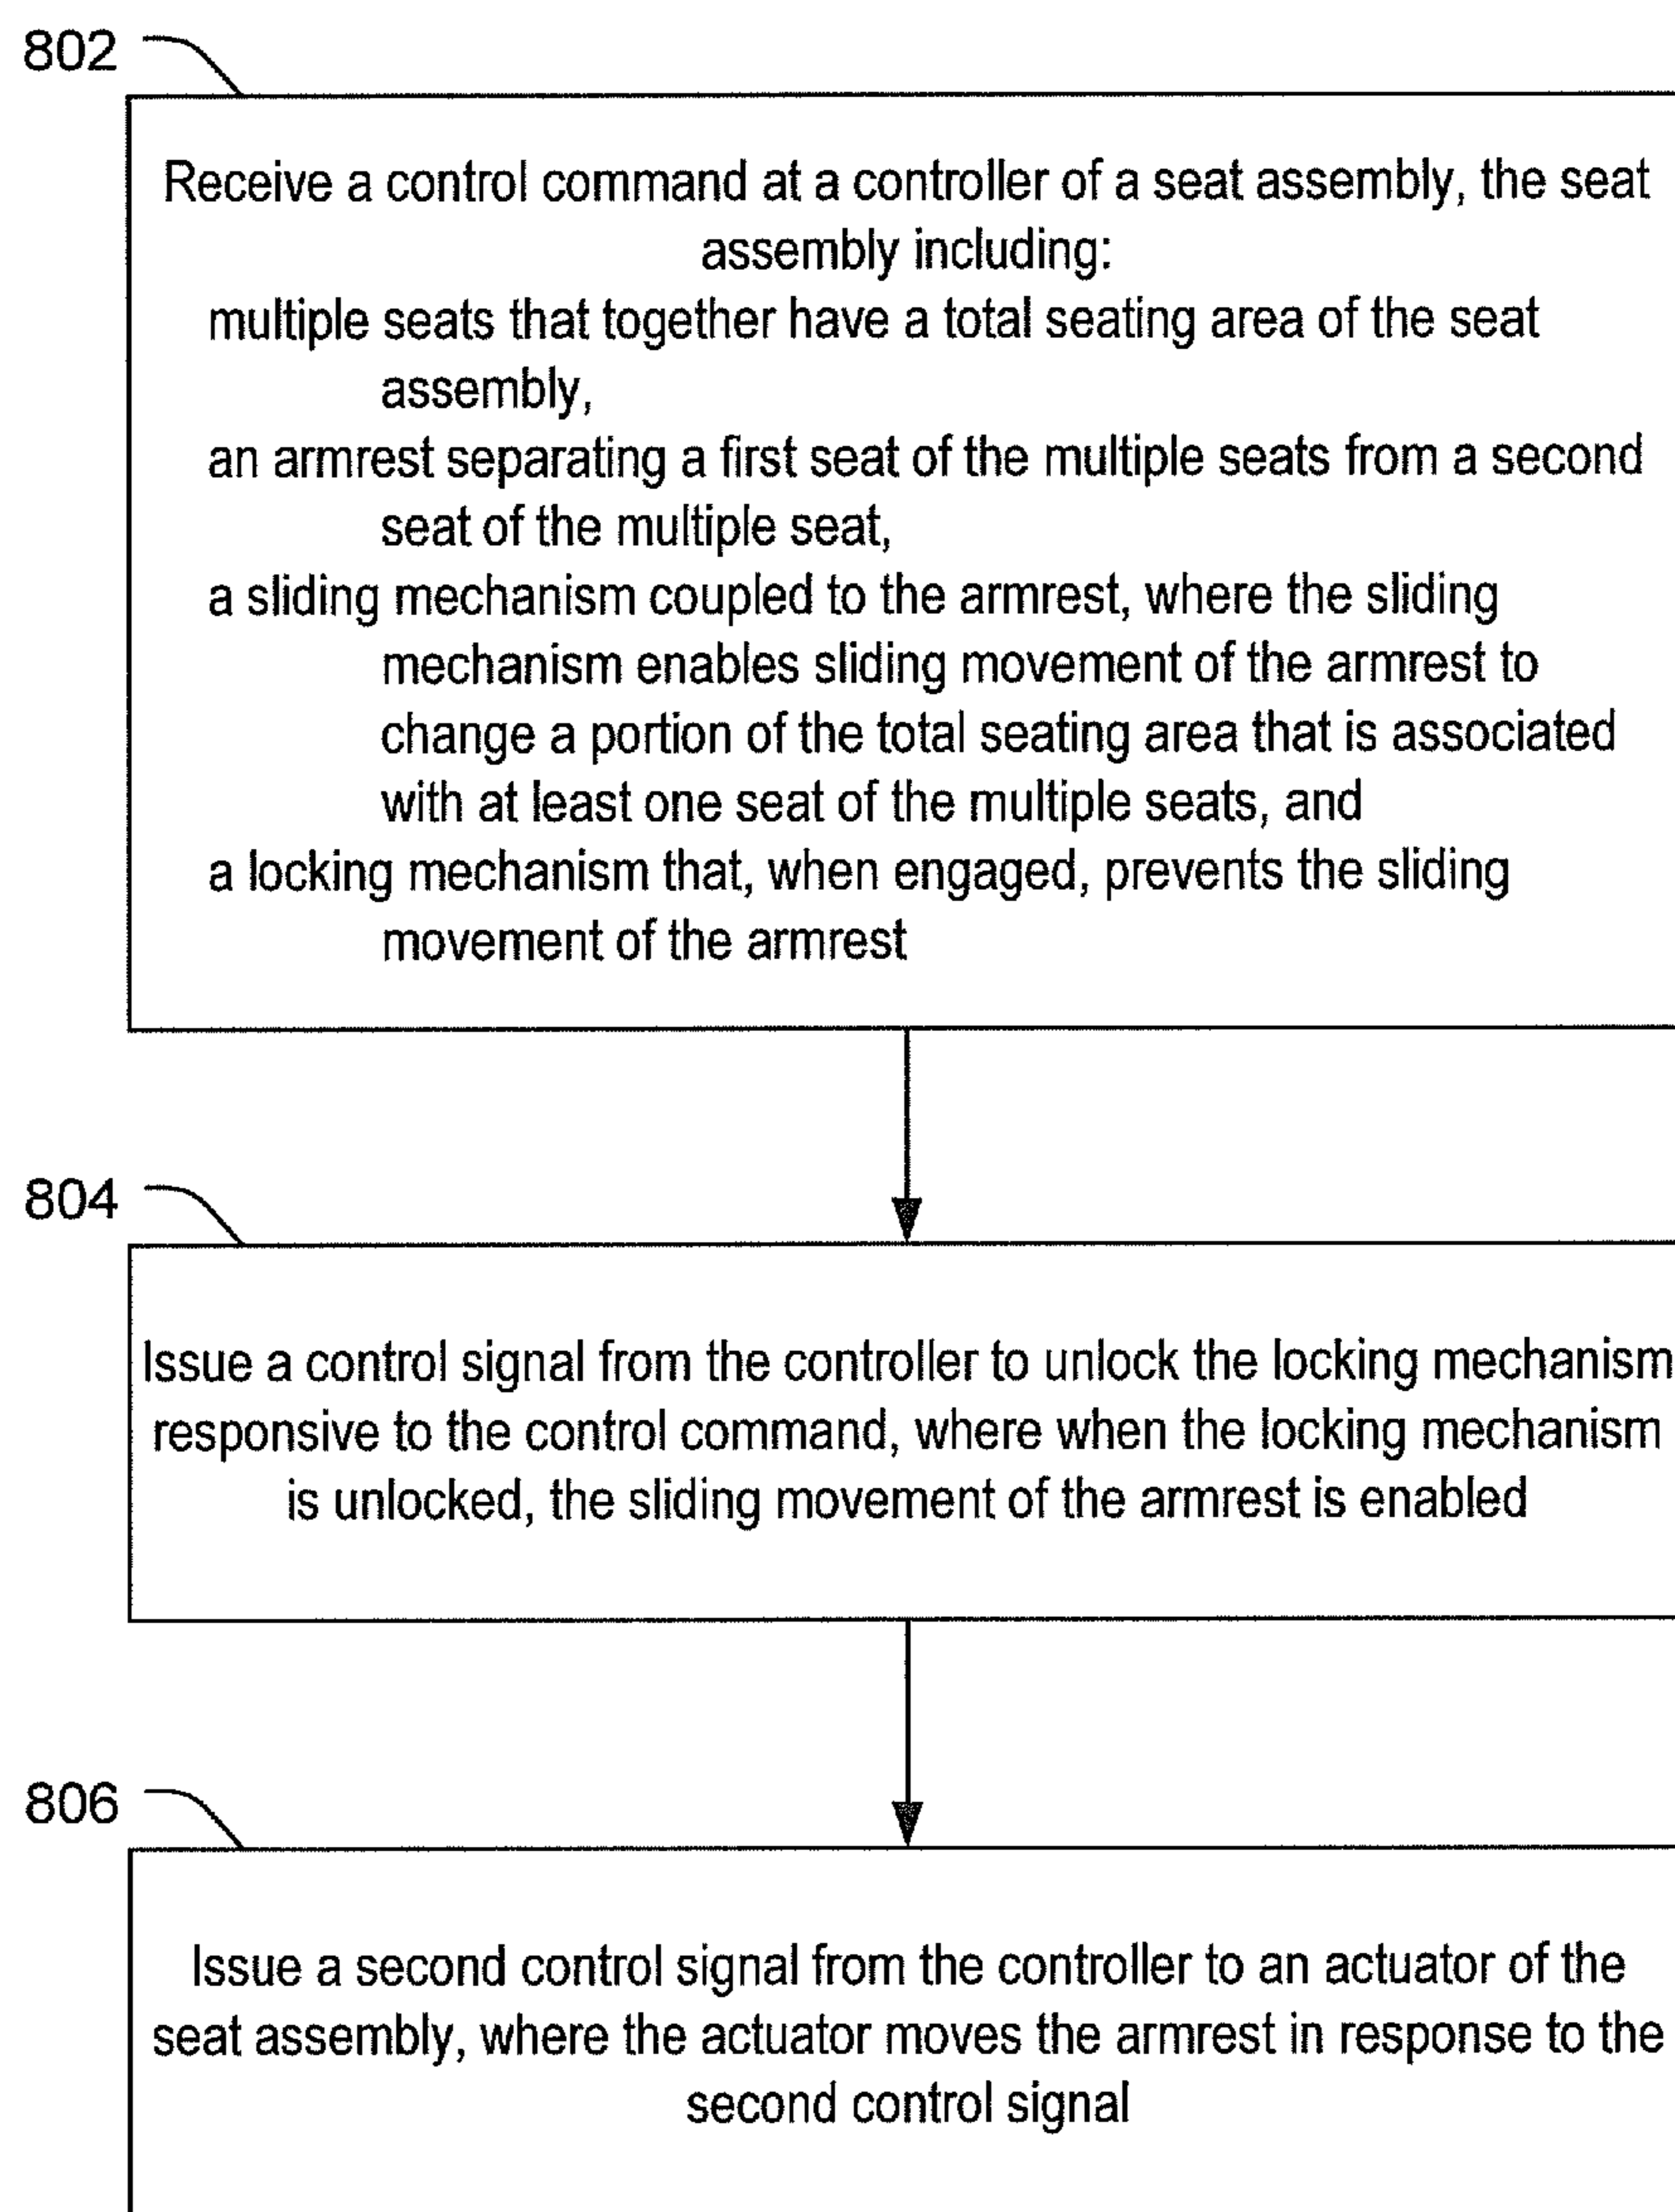 802
Receive a control command at a controller of a seat assembly, the seat
assembly including:
multiple seats that together have a total seating area of the seat
assembly,
an armrest separating a first seat of the multiple seats from a second
seat of the multiple seat,
a sliding mechanism coupled to the armrest, where the sliding
mechanism enables sliding movement of the armrest to
change a portion of the total seating area that is associated
with at least one seat of the multiple seats, and
a locking mechanism that, when engaged, prevents the sliding
movement of the armrest
804
Issue a control signal from the controller to unlock the locking mechanism
responsive to the control command, where when the locking mechanism
is unlocked, the sliding movement of the armrest is enabled
806
Issue a second control signal from the controller to an actuator of the
seat assembly, where the actuator moves the armrest in response to the
second control signal